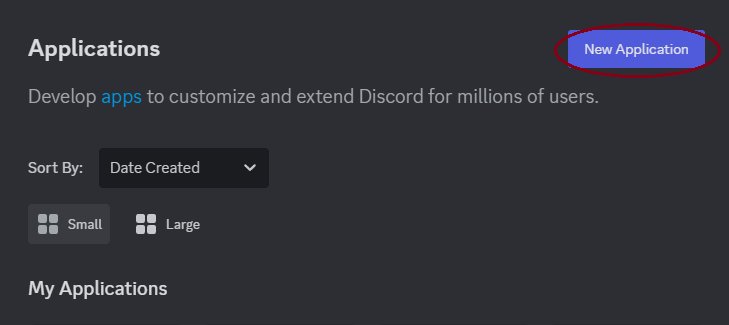 Applications
New Application
Develop apps to customize and extend Discord for millions of users.
Sort By:
Date Created
Small
Large
My Applications